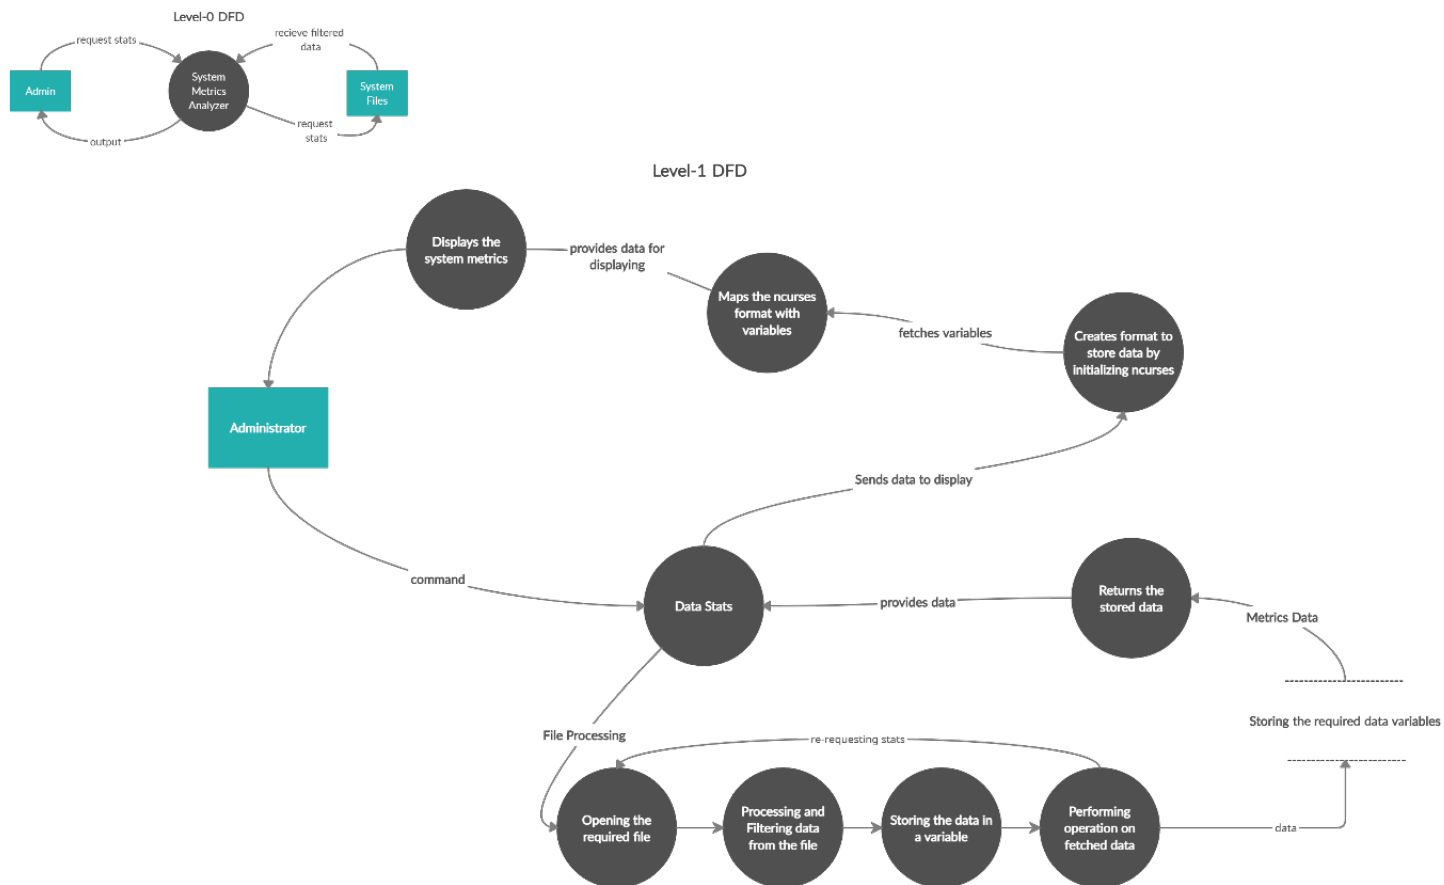 Level-0 DFD
request stats
recieve filtered
data
Admin
System
Metrics
Analyzer
System
Files
output
request
stats
Level-1 DFD
Displays the
system metrics
provides data for
displaying
Maps the ncurses
format with
variables
fetches variables
Creates format to
store data by
initializing ncurses
Administrator
Sends data to display
command
Data Stats
provides data
Returns the
stored data
Metrics Data
Storing the required data variables
File Processing
re-requesting stats
Opening the
required file
Processing and
Filtering data
from the file
Storing the data in
a variable
Performing
operation on
fetched data
data